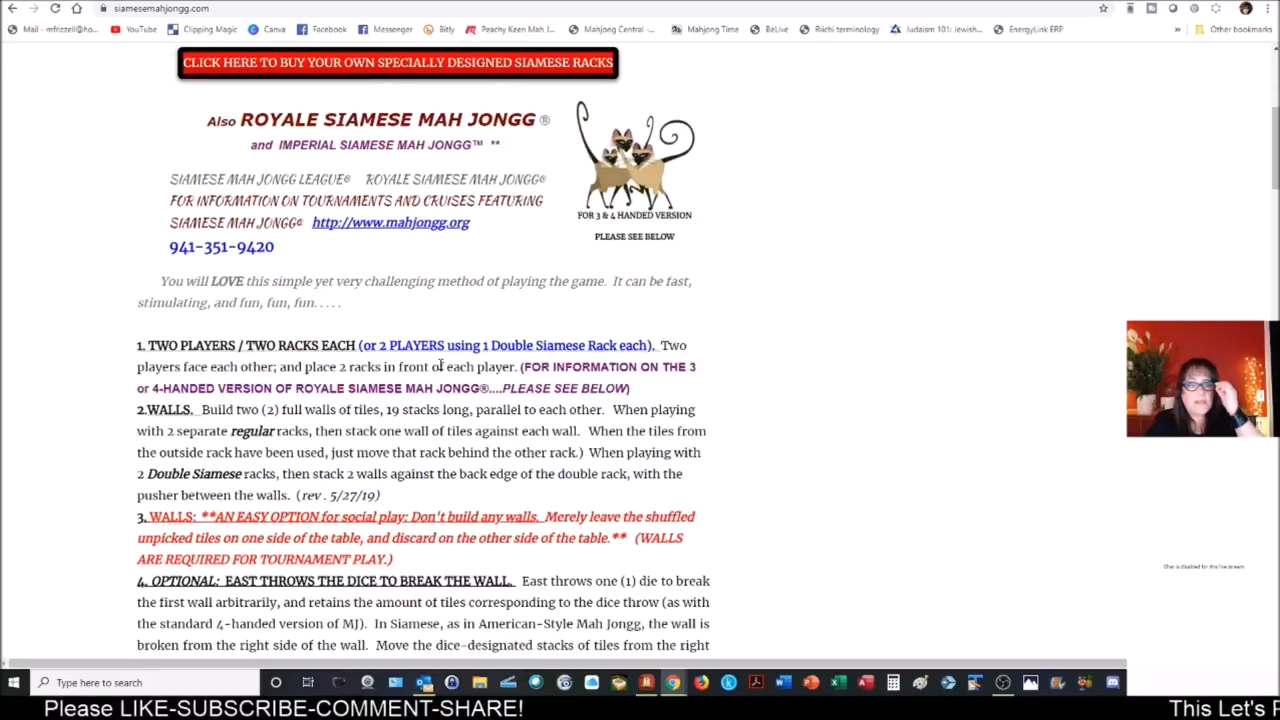 siamesemahjongg.com
Mail - mfrizzell@ho... YouTube Clipping Magic Canva Facebook Messenger Bitly Peachy Keen Mah J... Mahjong Central -... Mahjong Time BeLive Riichi terminology Judaism 101: Jewish... EnergyLink ERP » Other bookmarks
CLICK HERE TO BUY YOUR OWN SPECIALLY DESIGNED SIAMESE RACKS
Also ROYALE SIAMESE MAH JONGG ®
and IMPERIAL SIAMESE MAH JONGG™ **
SIAMESE MAH JONGG LEAGUE® ROYALE SIAMESE MAH JONGG®
FOR INFORMATION ON TOURNAMENTS AND CRUISES FEATURING
SIAMESE MAH JONGG® http://www.mahjongg.org
941-351-9420
FOR 3 & 4 HANDED VERSION
PLEASE SEE BELOW
You will LOVE this simple yet very challenging method of playing the game. It can be fast,
stimulating, and fun, fun, fun. . . . .
1. TWO PLAYERS / TWO RACKS EACH (or 2 PLAYERS using 1 Double Siamese Rack each). Two
players face each other; and place 2 racks in front of each player. (FOR INFORMATION ON THE 3
or 4-HANDED VERSION OF ROYALE SIAMESE MAH JONGG®....PLEASE SEE BELOW)
2.WALLS. Build two (2) full walls of tiles, 19 stacks long, parallel to each other. When playing
with 2 separate regular racks, then stack one wall of tiles against each wall. When the tiles from
the outside rack have been used, just move that rack behind the other rack.) When playing with
2 Double Siamese racks, then stack 2 walls against the back edge of the double rack, with the
pusher between the walls. (rev . 5/27/19)
3. WALLS: **AN EASY OPTION for social play: Don't build any walls. Merely leave the shuffled
unpicked tiles on one side of the table, and discard on the other side of the table.** (WALLS
ARE REQUIRED FOR TOURNAMENT PLAY.)
4. OPTIONAL: EAST THROWS THE DICE TO BREAK THE WALL. East throws one (1) die to break
the first wall arbitrarily, and retains the amount of tiles corresponding to the dice throw (as with
the standard 4-handed version of MJ). In Siamese, as in American-Style Mah Jongg, the wall is
broken from the right side of the wall. Move the dice-designated stacks of tiles from the right
Chat is disabled for this live stream.
Type here to search
Please LIKE-SUBSCRIBE-COMMENT-SHARE! This Let's